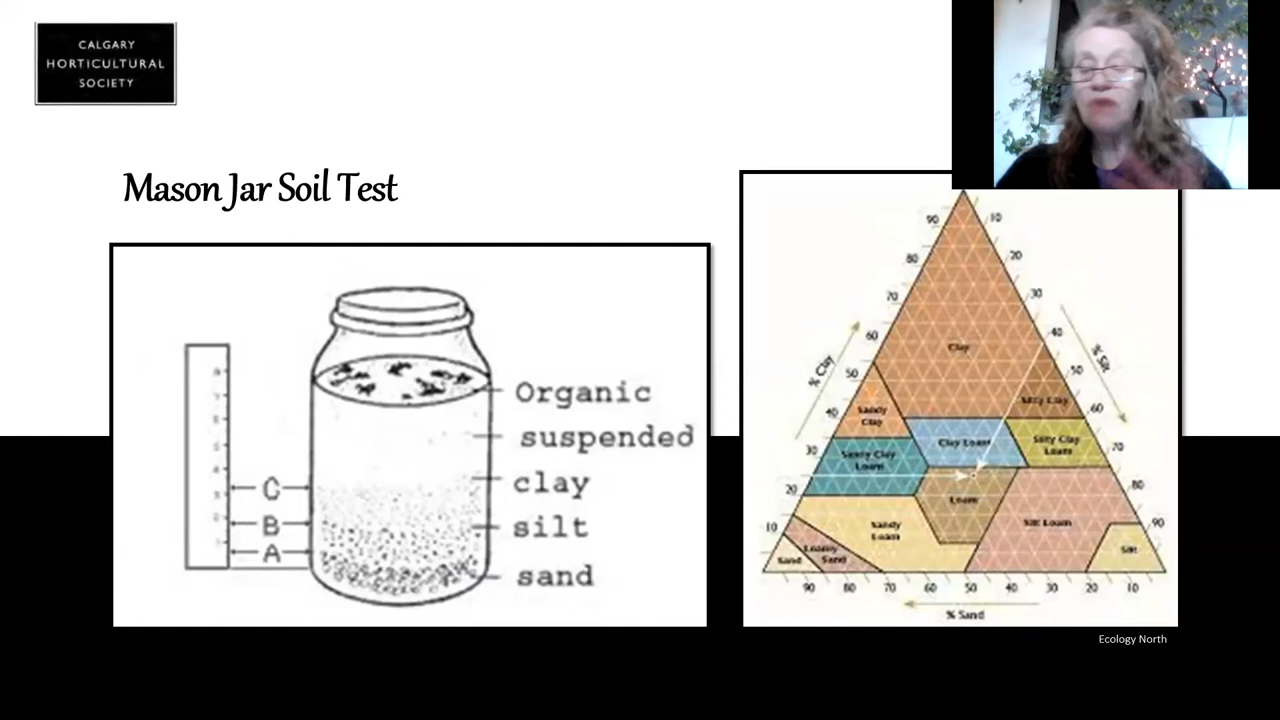 CALGARY
HORTICULTURAL
SOCIETY
Mason Jar Soil Test
Organic
suspended
clay
silt
sand
C
B
A
90
80
70
60
50
40
30
20
10
10
20
30
40
50
60
70
80
90
% Clay
% Silt
Clay
Silty Clay
Sandy
Clay
Clay Loam
Silty Clay
Loam
Sandy Clay
Loam
Loam
Sandy
Loam
Silt Loam
Silt
Loamy
Sand
Sand
90 80 70 60 50 40 30 20 10
% Sand
Ecology North